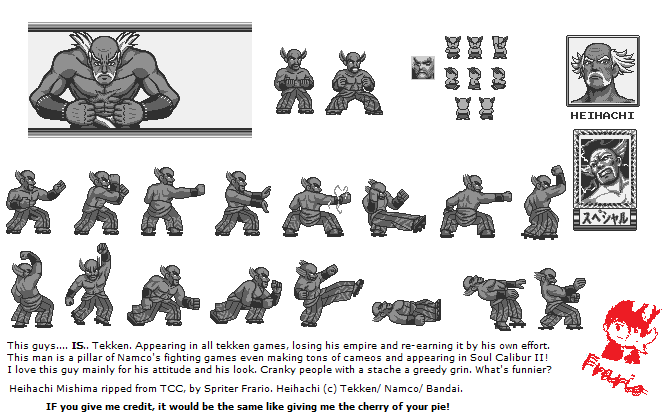 HEIHACHI
スペシャル
This guys.... IS.. Tekken. Appearing in all tekken games, losing his empire and re-earning it by his own effort.
This man is a pillar of Namco's fighting games even making tons of cameos and appearing in Soul Calibur II!
I love this guy mainly for his attitude and his look. Cranky people with a stache a greedy grin. What's funnier?
Heihachi Mishima ripped from TCC, by Spriter Frario. Heihachi (c) Tekken/ Namco/ Bandai.
IF you give me credit, it would be the same like giving me the cherry of your pie!
Frario